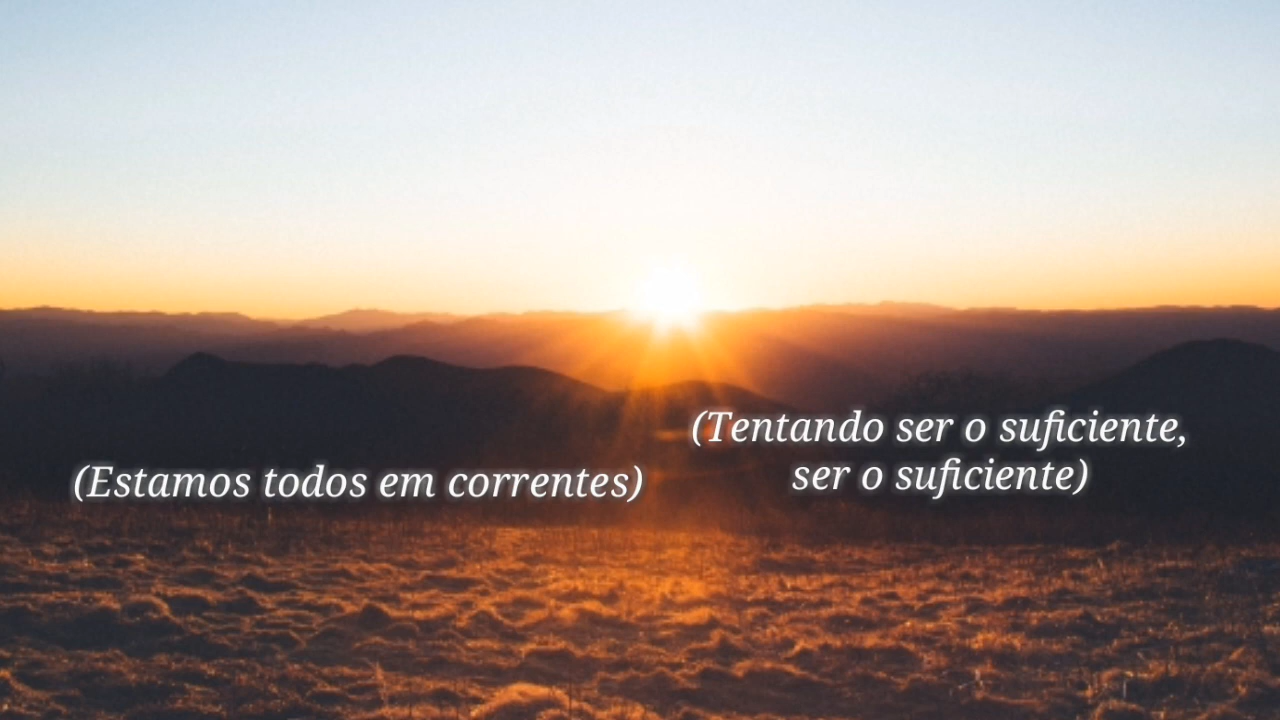 (Estamos todos em correntes)
(Tentando ser o suficiente,
ser o suficiente)